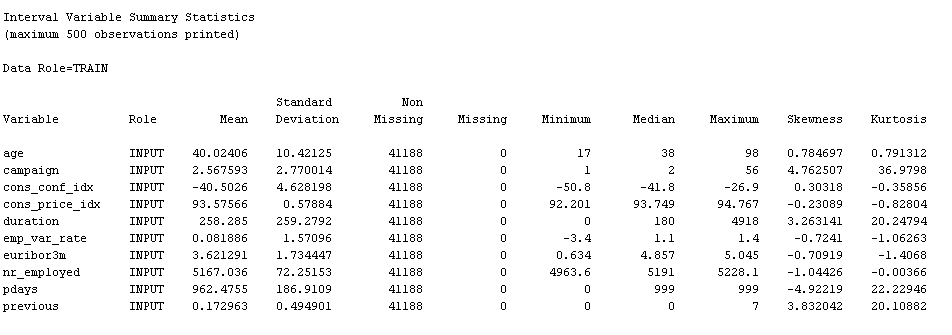 Interval Variable Summary Statistics
(maximum 500 observations printed)
Data Role=TRAIN
Standard Non
Variable Role Mean Deviation Missing Missing Minimum Median Maximum Skewness Kurtosis
age INPUT 40.02406 10.42125 41188 0 17 38 98 0.784697 0.791312
campaign INPUT 2.567593 2.770014 41188 0 1 2 56 4.762507 36.9798
cons_conf_idx INPUT -40.5026 4.628198 41188 0 -50.8 -41.8 -26.9 0.30318 -0.35856
cons_price_idx INPUT 93.57566 0.57884 41188 0 92.201 93.749 94.767 -0.23089 -0.82804
duration INPUT 258.285 259.2792 41188 0 0 180 4918 3.263141 20.24794
emp_var_rate INPUT 0.081886 1.57096 41188 0 -3.4 1.1 1.4 -0.7241 -1.06263
euribor3m INPUT 3.621291 1.734447 41188 0 0.634 4.857 5.045 -0.70919 -1.4068
nr_employed INPUT 5167.036 72.25153 41188 0 4963.6 5191 5228.1 -1.04426 -0.00366
pdays INPUT 962.4755 186.9109 41188 0 0 999 999 -4.92219 22.22946
previous INPUT 0.172963 0.494901 41188 0 0 0 7 3.832042 20.10882